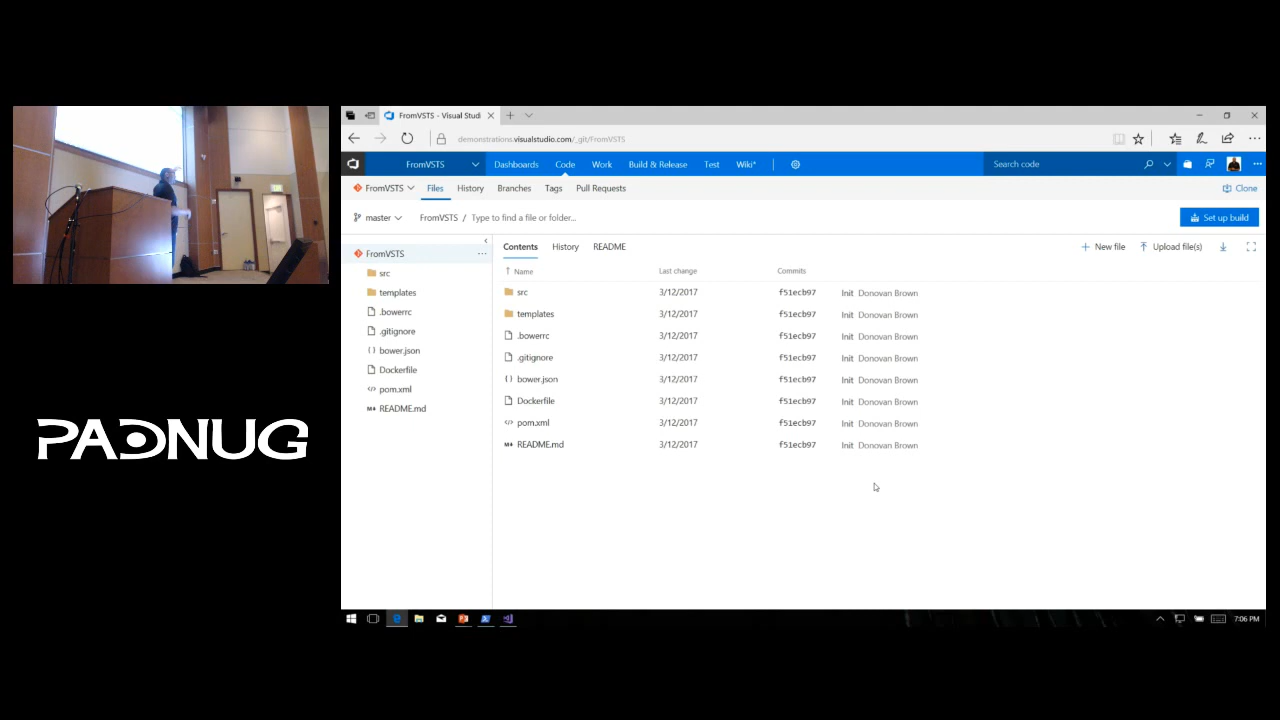 FromVSTS - Visual Studi
demonstrations.visualstudio.com/_git/FromVSTS
FromVSTS Dashboards Code Work Build & Release Test Wiki* Search code
FromVSTS Files History Branches Tags Pull Requests Clone
master FromVSTS / Type to find a file or folder... Set up build
FromVSTS
src
templates
.bowerrc
.gitignore
bower.json
Dockerfile
pom.xml
README.md
Contents History README New file Upload file(s)
Name Last change Commits
src 3/12/2017 f51ecb97 Init Donovan Brown
templates 3/12/2017 f51ecb97 Init Donovan Brown
.bowerrc 3/12/2017 f51ecb97 Init Donovan Brown
.gitignore 3/12/2017 f51ecb97 Init Donovan Brown
bower.json 3/12/2017 f51ecb97 Init Donovan Brown
Dockerfile 3/12/2017 f51ecb97 Init Donovan Brown
pom.xml 3/12/2017 f51ecb97 Init Donovan Brown
README.md 3/12/2017 f51ecb97 Init Donovan Brown
7:06 PM
PADNUG